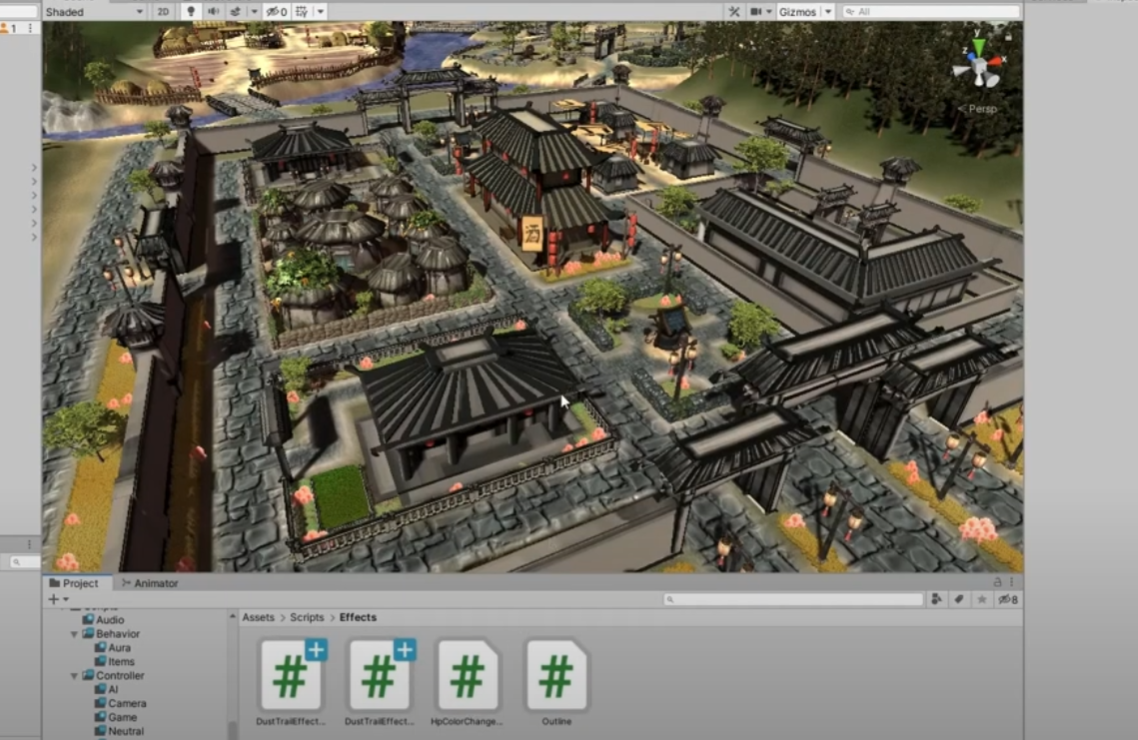 Shaded
2D
0
Gizmos
All
1
y
z
x
< Persp
酒
Project
Animator
8
Assets > Scripts > Effects
Audio
Behavior
Aura
Items
Controller
AI
Camera
Game
Neutral
DustTrailEffect...
DustTrailEffect...
HpColorChange...
Outline